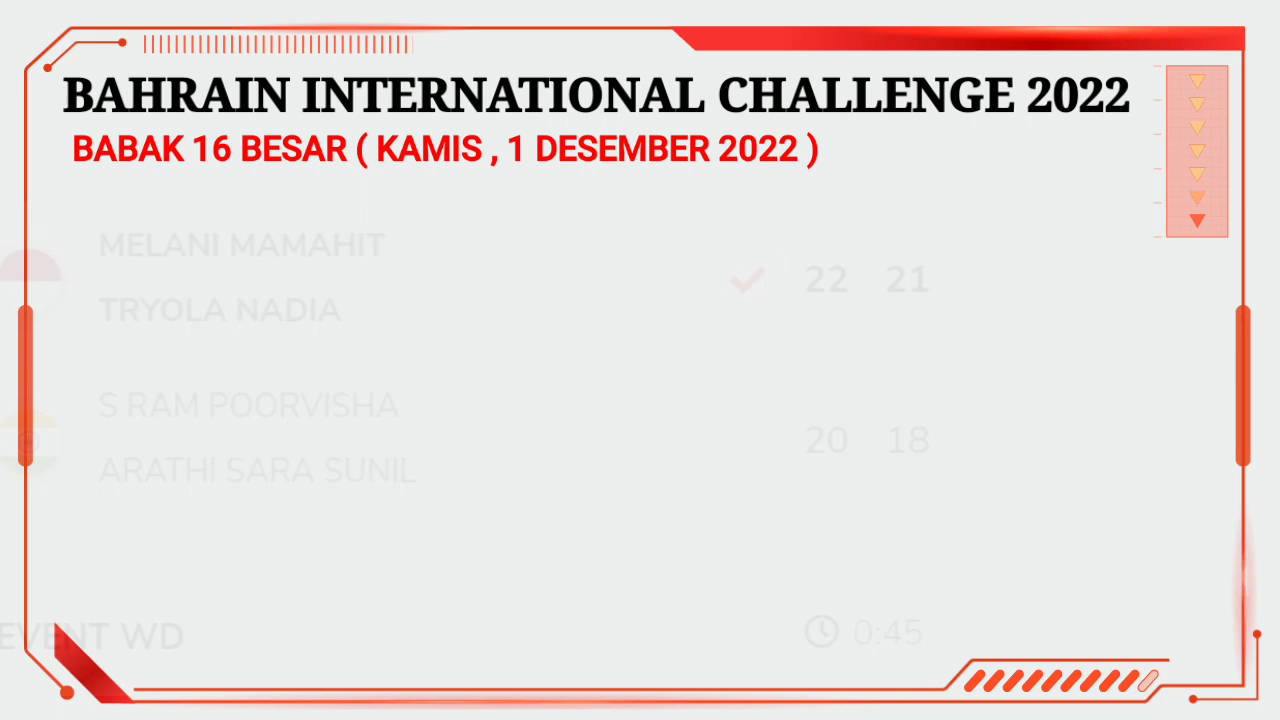 BAHRAIN INTERNATIONAL CHALLENGE 2022
BABAK 16 BESAR ( KAMIS , 1 DESEMBER 2022 )
MELANI MAMAHIT
TRYOLA NADIA
22 21
S RAM POORVISHA
ARATHI SARA SUNIL
20 18
EVENT WD
0:45